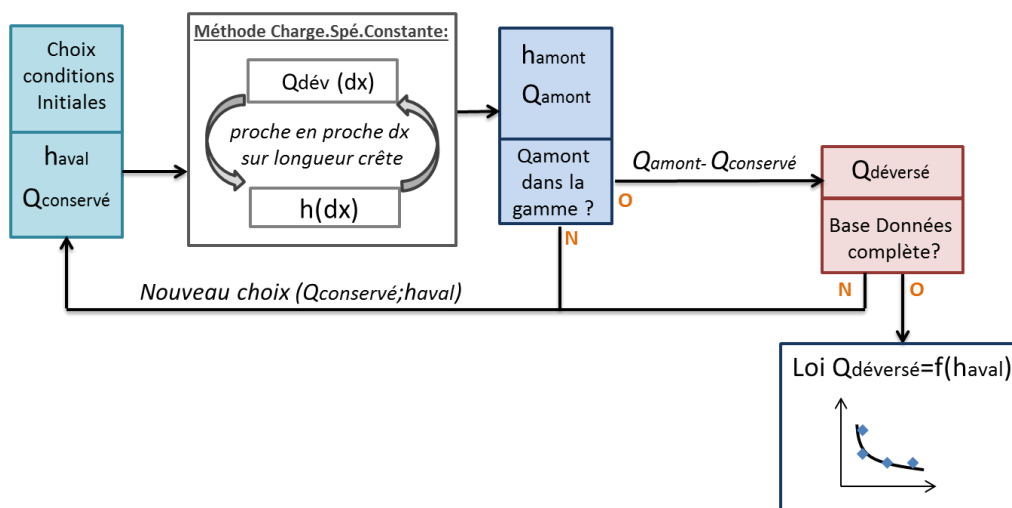 Choix
conditions
Initiales
haval
Qconservé
Méthode Charge.Spé.Constante:
Qdév (dx)
proche en proche dx
sur longueur crête
h(dx)
hamont
Qamont
Qamont
dans la
gamme ?
O
N
Qamont- Qconservé
Qdéversé
Base Données
complète?
N
O
Nouveau choix (Qconservé;haval)
Loi Qdéversé=f(haval)